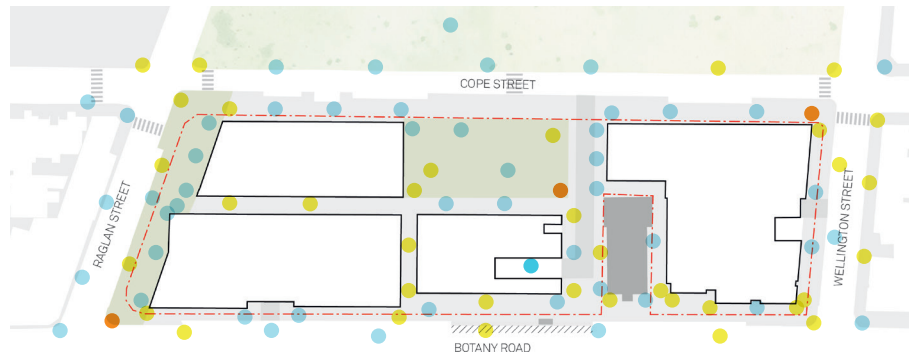 COPE STREET
RAGLAN STREET
WELLINGTON STREET
BOTANY ROAD